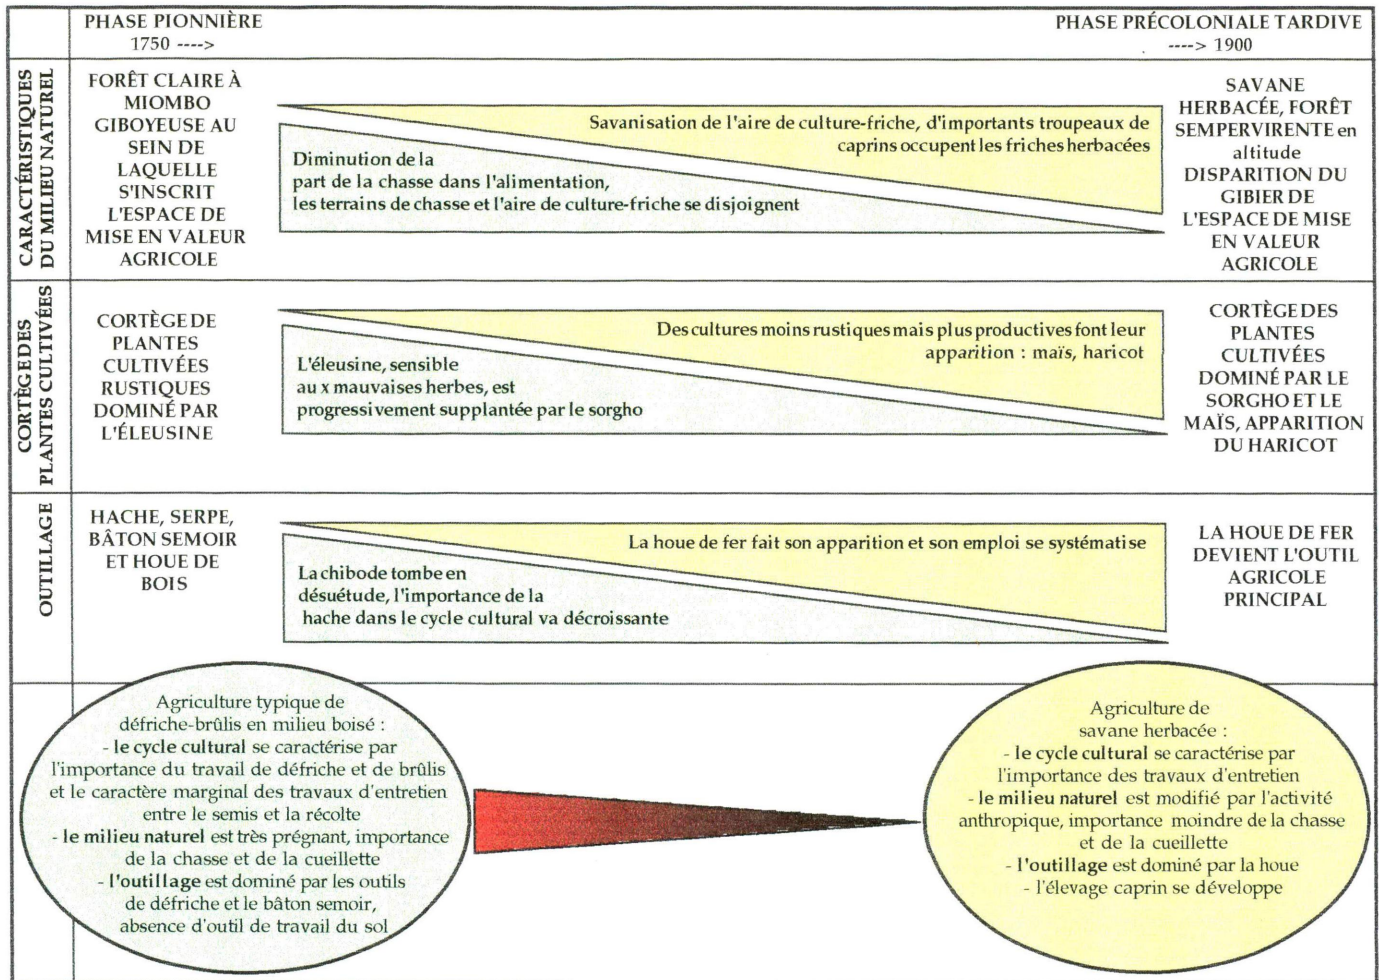 PHASE PIONNIÈRE
1750 ---->
PHASE PRÉCOLONIALE TARDIVE
----> 1900
CARACTÉRISTIQUES
DU MILIEU NATUREL
FORÊT CLAIRE À
MIOMBO
GIBOYEUSE AU
SEIN DE
LAQUELLE
S'INSCRIT
L'ESPACE DE
MISE EN VALEUR
AGRICOLE
Savanisation de l'aire de culture-friche, d'importants troupeaux de
caprins occupent les friches herbacées
Diminution de la
part de la chasse dans l'alimentation,
les terrains de chasse et l'aire de culture-friche se disjoignent
SAVANE
HERBACÉE, FORÊT
SEMPERVIRENTE en
altitude
DISPARITION DU
GIBIER DE
L'ESPACE DE MISE
EN VALEUR
AGRICOLE
CORTÈGE DES
PLANTES CULTIVÉES
CORTÈGE DE
PLANTES
CULTIVÉES
RUSTIQUES
DOMINÉ PAR
L'ÉLEUSINE
Des cultures moins rustiques mais plus productives font leur
apparition : maïs, haricot
L'éleusine, sensible
au x mauvaises herbes, est
progressivement supplantée par le sorgho
CORTÈGE DES
PLANTES
CULTIVÉES
DOMINÉ PAR LE
SORGHO ET LE
MAÏS, APPARITION
DU HARICOT
OUTILLAGE
HACHE, SERPE,
BÂTON SEMOIR
ET HOUE DE
BOIS
La houe de fer fait son apparition et son emploi se systématise
La chibode tombe en
désuétude, l'importance de la
hache dans le cycle cultural va décroissante
LA HOUE DE FER
DEVIENT L'OUTIL
AGRICOLE
PRINCIPAL
Agriculture typique de
défriche-brûlis en milieu boisé :
- le cycle cultural se caractérise par
l'importance du travail de défriche et de brûlis
et le caractère marginal des travaux d'entretien
entre le semis et la récolte
- le milieu naturel est très prégnant, importance
de la chasse et de la cueillette
- l'outillage est dominé par les outils
de défriche et le bâton semoir,
absence d'outil de travail du sol
Agriculture de
savane herbacée :
- le cycle cultural se caractérise par
l'importance des travaux d'entretien
- le milieu naturel est modifié par l'activité
anthropique, importance moindre de la chasse
et de la cueillette
- l'outillage est dominé par la houe
- l'élevage caprin se développe